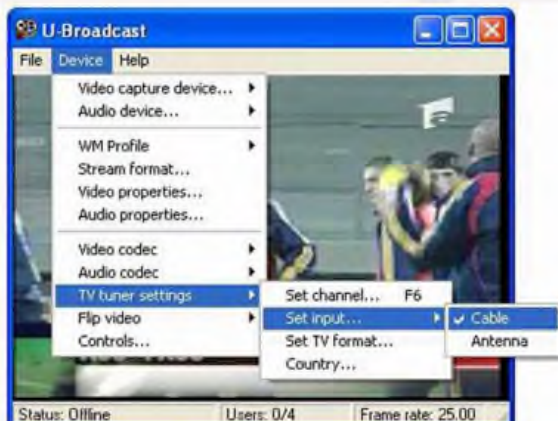 U-Broadcast
File Device Help
Video capture device...
Audio device...
WM Profile
Stream format...
Video properties...
Audio properties...
Video codec
Audio codec
TV tuner settings
Flip video
Controls...
Set channel... F6
Set input...
Set TV format...
Country...
Cable
Antenna
Status: Offline Users: 0/4 Frame rate: 25.00